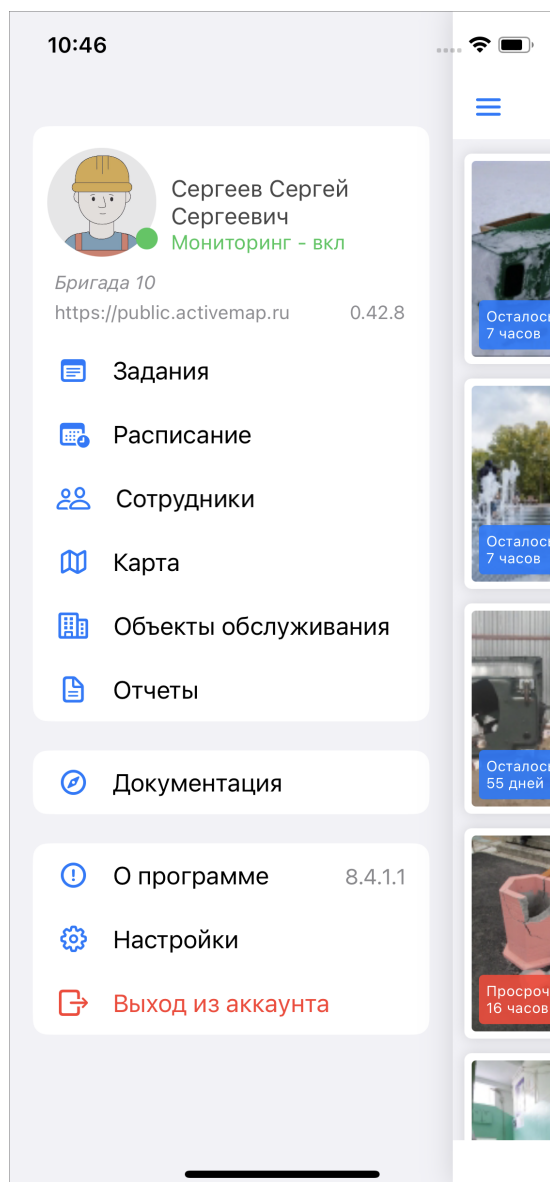 10:46
Сергеев Сергей
Сергеевич
Мониторинг - вкл
Бригада 10
https://public.activemap.ru 0.42.8
Задания
Расписание
Сотрудники
Карта
Объекты обслуживания
Отчеты
Документация
О программе 8.4.1.1
Настройки
Выход из аккаунта
7 часов
7 часов
55 дней
16 часов